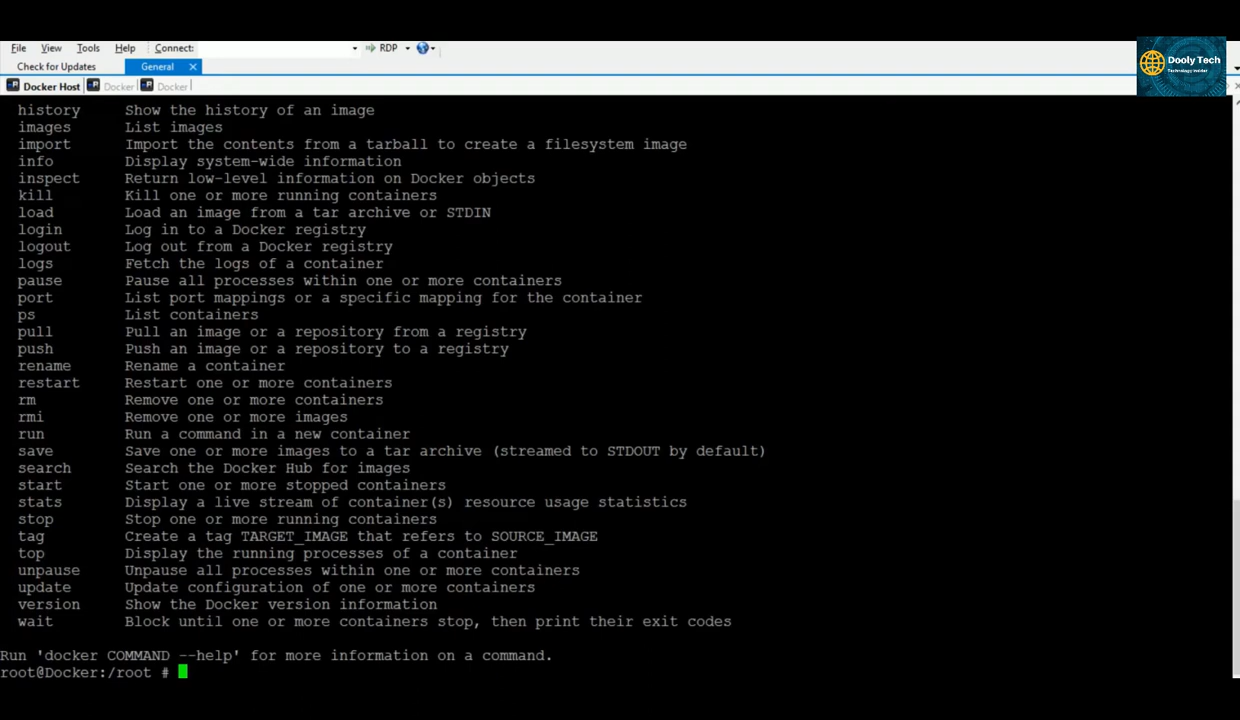 File View Tools Help Connect: RDP
Dooly Tech
Technology insider
Check for Updates General
Docker Host Docker Docker
history Show the history of an image
images List images
import Import the contents from a tarball to create a filesystem image
info Display system-wide information
inspect Return low-level information on Docker objects
kill Kill one or more running containers
load Load an image from a tar archive or STDIN
login Log in to a Docker registry
logout Log out from a Docker registry
logs Fetch the logs of a container
pause Pause all processes within one or more containers
port List port mappings or a specific mapping for the container
ps List containers
pull Pull an image or a repository from a registry
push Push an image or a repository to a registry
rename Rename a container
restart Restart one or more containers
rm Remove one or more containers
rmi Remove one or more images
run Run a command in a new container
save Save one or more images to a tar archive (streamed to STDOUT by default)
search Search the Docker Hub for images
start Start one or more stopped containers
stats Display a live stream of container(s) resource usage statistics
stop Stop one or more running containers
tag Create a tag TARGET_IMAGE that refers to SOURCE_IMAGE
top Display the running processes of a container
unpause Unpause all processes within one or more containers
update Update configuration of one or more containers
version Show the Docker version information
wait Block until one or more containers stop, then print their exit codes
Run 'docker COMMAND --help' for more information on a command.
root@Docker:/root #